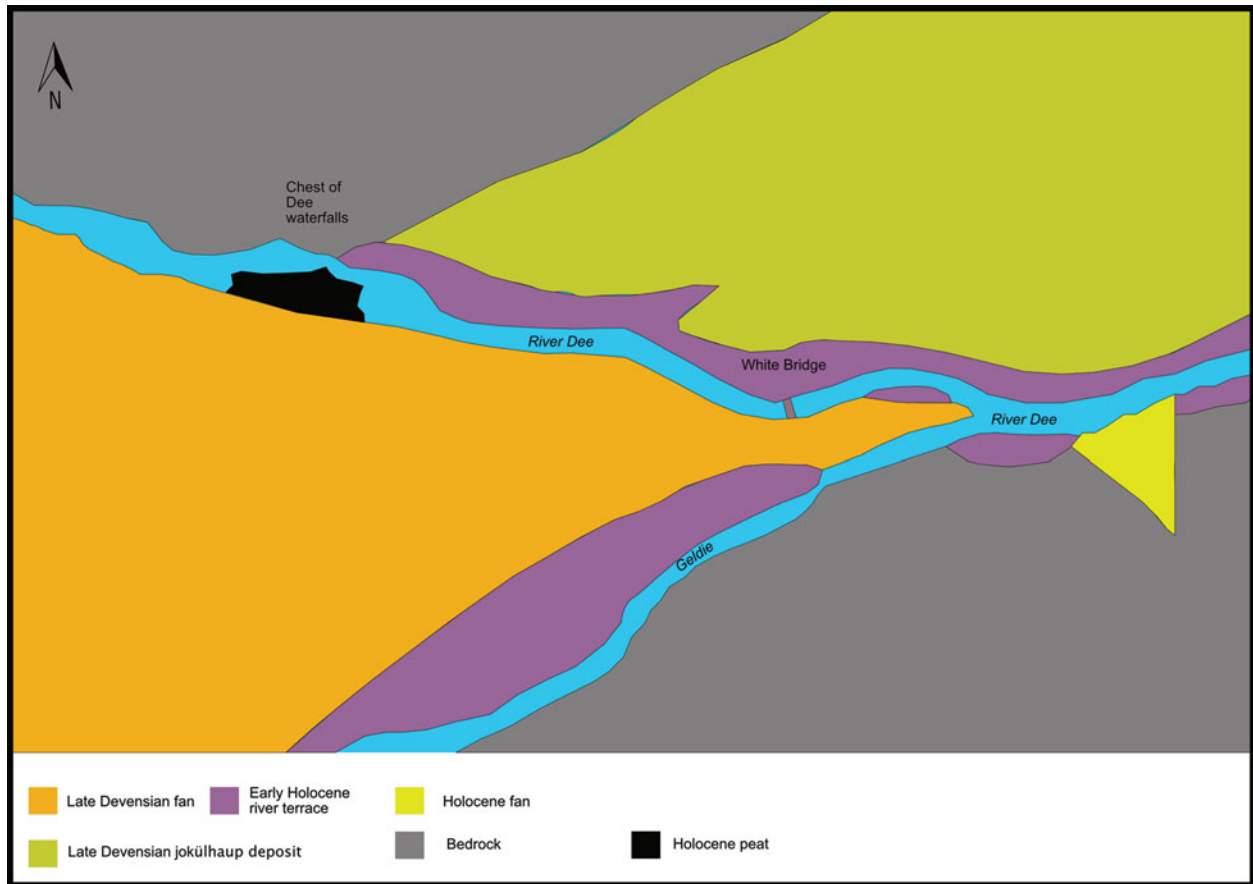 N
Chest of
Dee
waterfalls
River Dee
White Bridge
River Dee
Geldie
Late Devensian fan
Early Holocene
river terrace
Holocene fan
Late Devensian jokülhaup deposit
Bedrock
Holocene peat